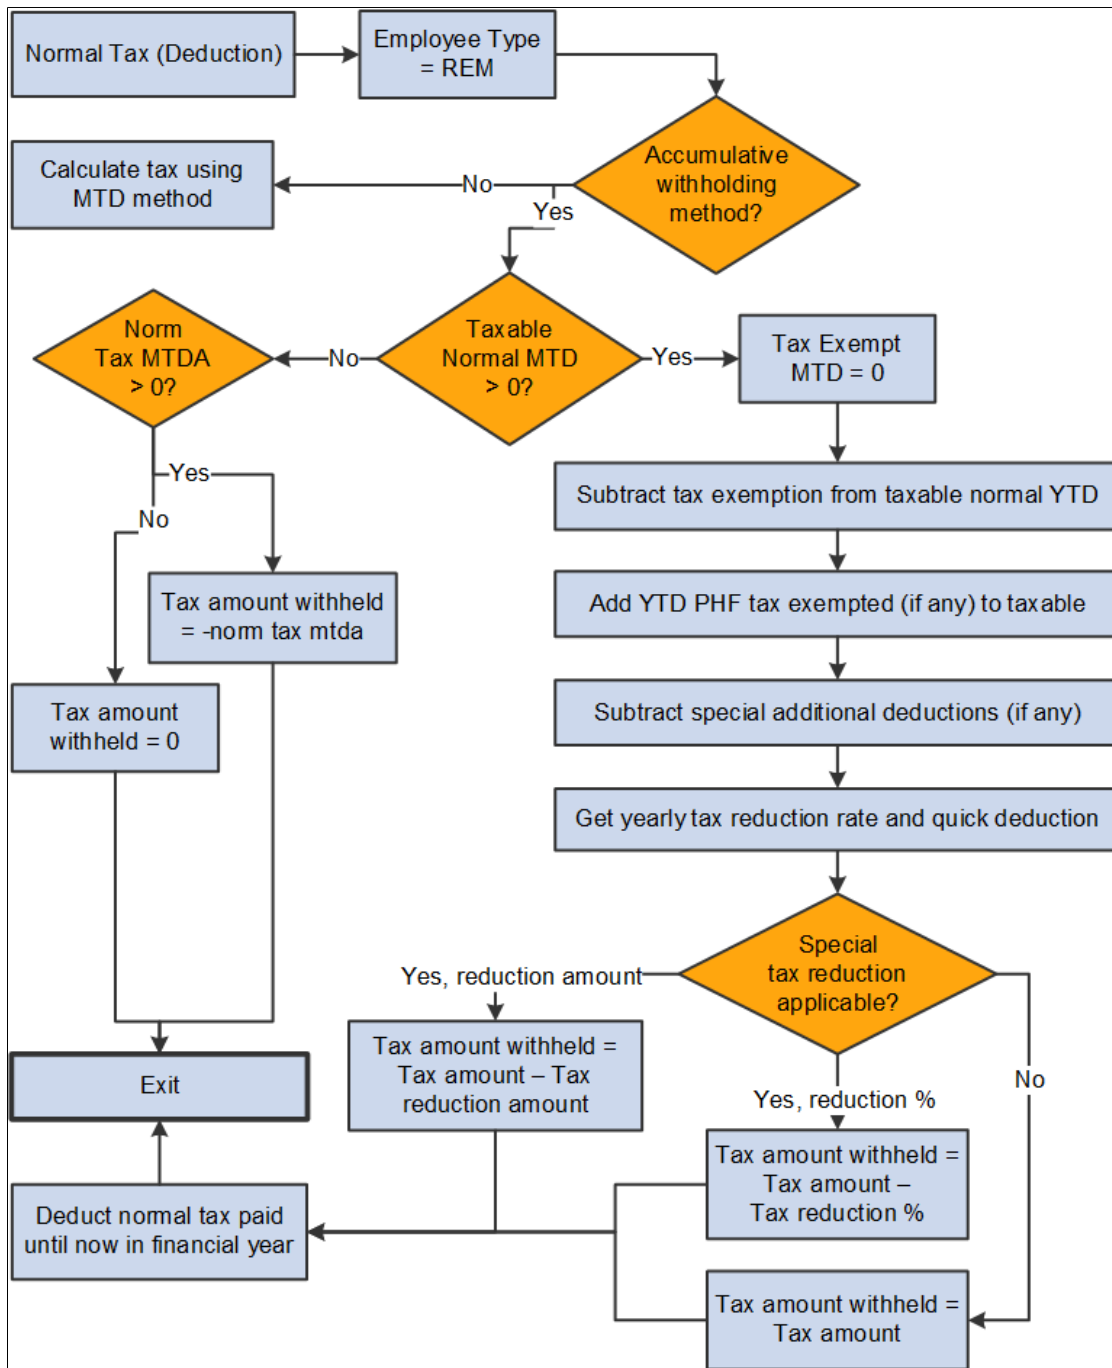 Normal Tax (Deduction)
Employee Type
= REM
Accumulative
withholding
method?
Calculate tax using
MTD method
No
Yes
Norm
Tax MTDA
> 0?
No
Taxable
Normal MTD
> 0?
Yes
Tax Exempt
MTD = 0
Subtract tax exemption from taxable normal YTD
Yes
No
Tax amount withheld
= -norm tax mtda
Add YTD PHF tax exempted (if any) to taxable
Tax amount
withheld = 0
Subtract special additional deductions (if any)
Get yearly tax reduction rate and quick deduction
Special
tax reduction
applicable?
Yes, reduction amount
Tax amount withheld =
Tax amount – Tax
reduction amount
Exit
No
Yes, reduction %
Tax amount withheld =
Tax amount –
Tax reduction %
Deduct normal tax paid
until now in financial year
Tax amount withheld =
Tax amount